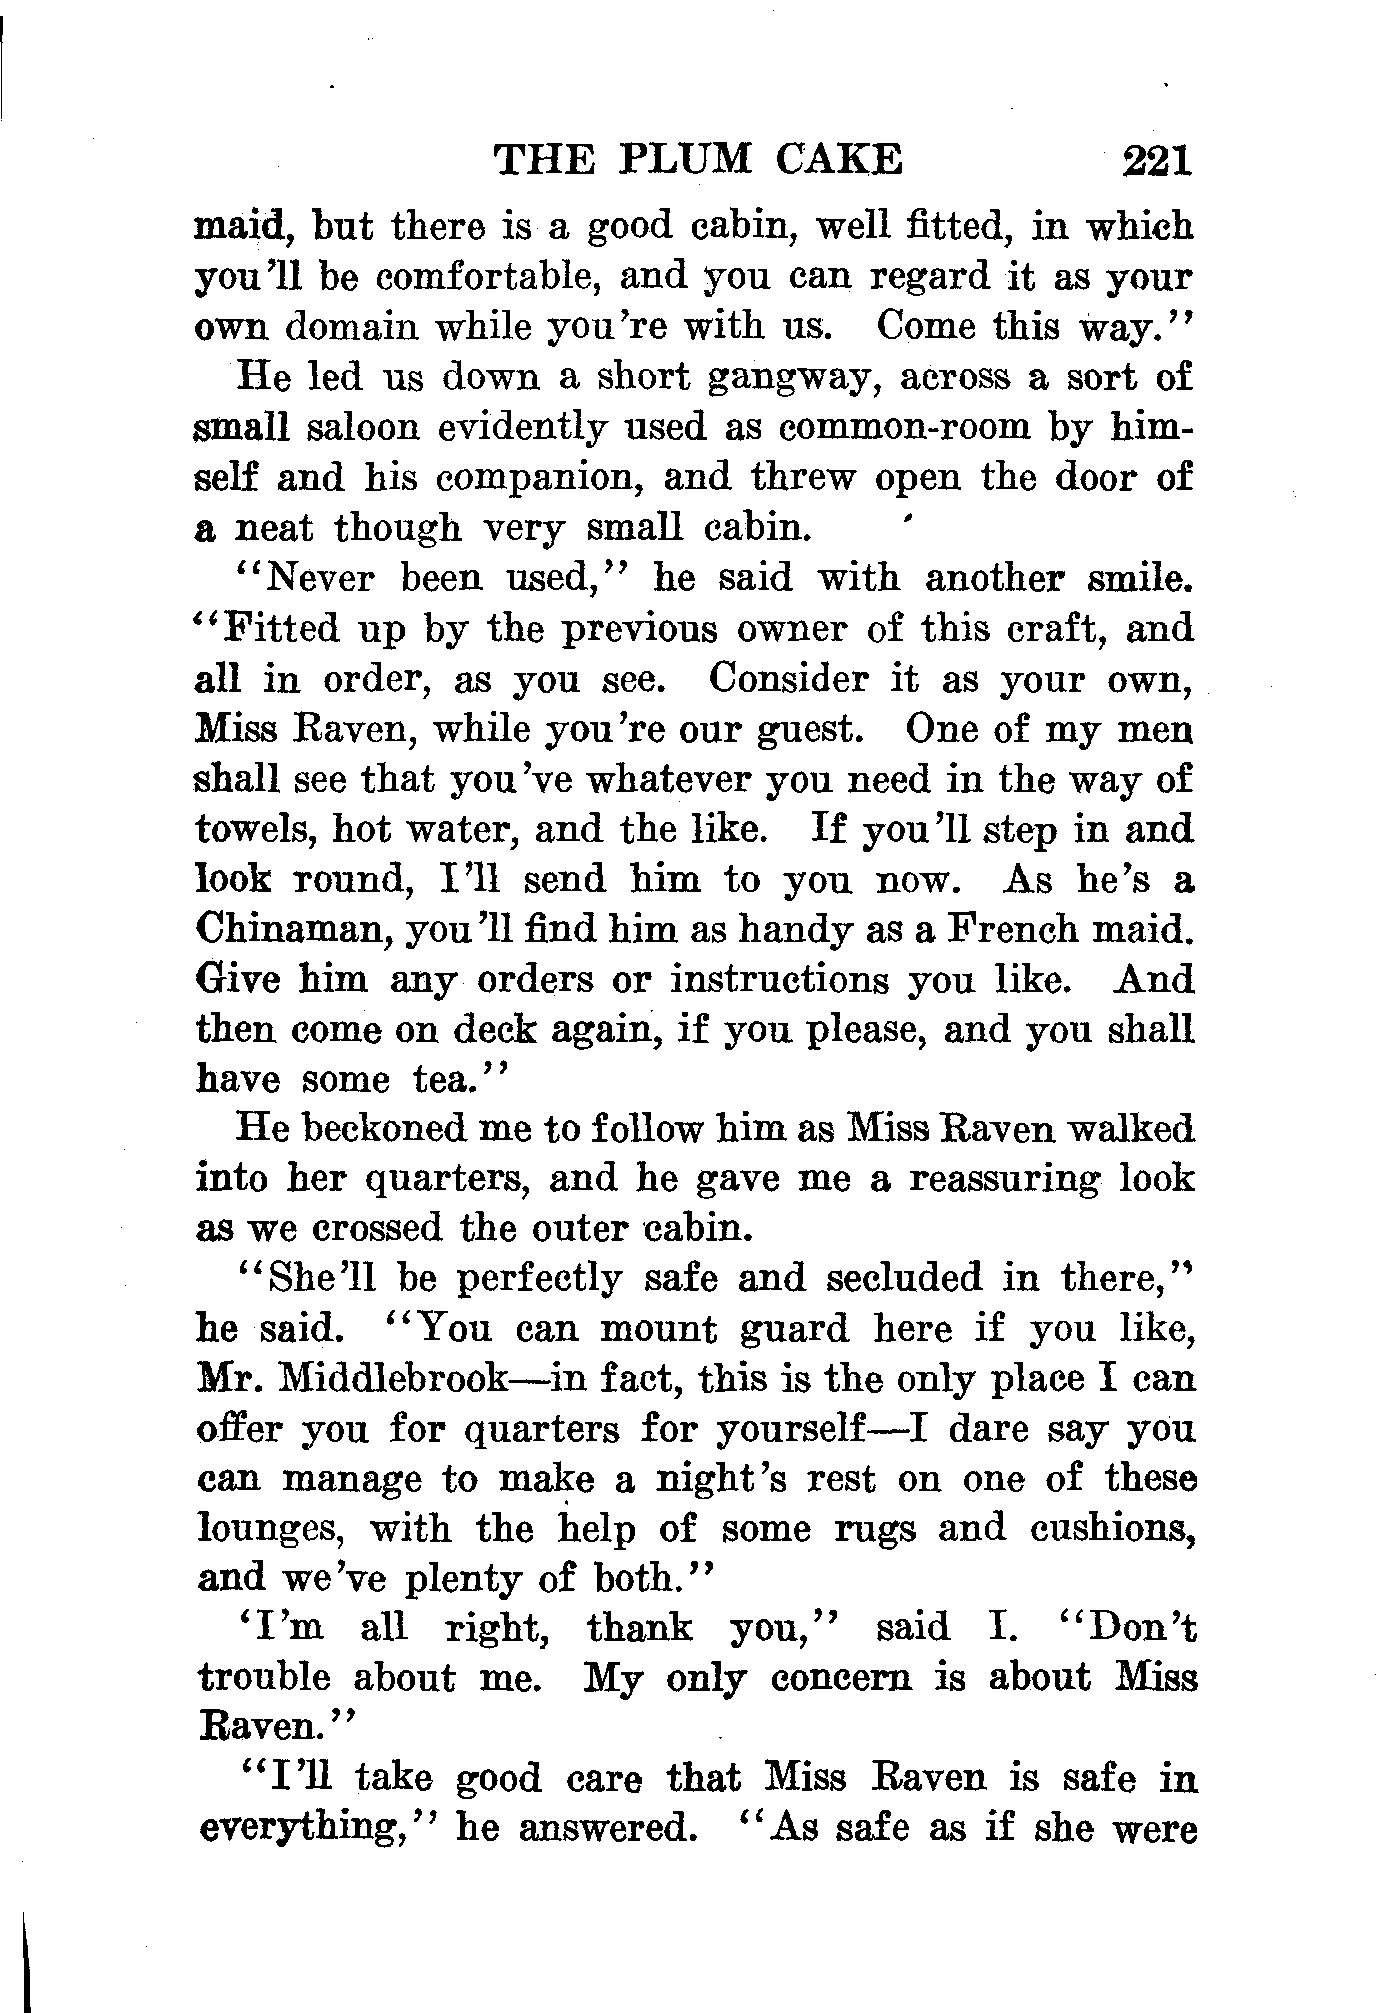 THE PLUM CAKE 221
maid, but there is a good cabin, well fitted, in which
you'll be comfortable, and you can regard it as your
own domain while you're with us. Come this way."
He led us down a short gangway, across a sort of
small saloon evidently used as common-room by him-
self and his companion, and threw open the door of
a neat though very small cabin.
"Never been used," he said with another smile.
"Fitted up by the previous owner of this craft, and
all in order, as you see. Consider it as your own,
Miss Raven, while you're our guest. One of my men
shall see that you've whatever you need in the way of
towels, hot water, and the like. If you'll step in and
look round, I'll send him to you now. As he's a
Chinaman, you'll find him as handy as a French maid.
Give him any orders or instructions you like. And
then come on deck again, if you please, and you shall
have some tea."
He beckoned me to follow him as Miss Raven walked
into her quarters, and he gave me a reassuring look
as we crossed the outer cabin.
"She'll be perfectly safe and secluded in there,"
he said. "You can mount guard here if you like,
Mr. Middlebrook—in fact, this is the only place I can
offer you for quarters for yourself—I dare say you
can manage to make a night's rest on one of these
lounges, with the help of some rugs and cushions,
and we've plenty of both."
'I'm all right, thank you," said I. "Don't
trouble about me. My only concern is about Miss
Raven."
"I'll take good care that Miss Raven is safe in
everything," he answered. "As safe as if she were